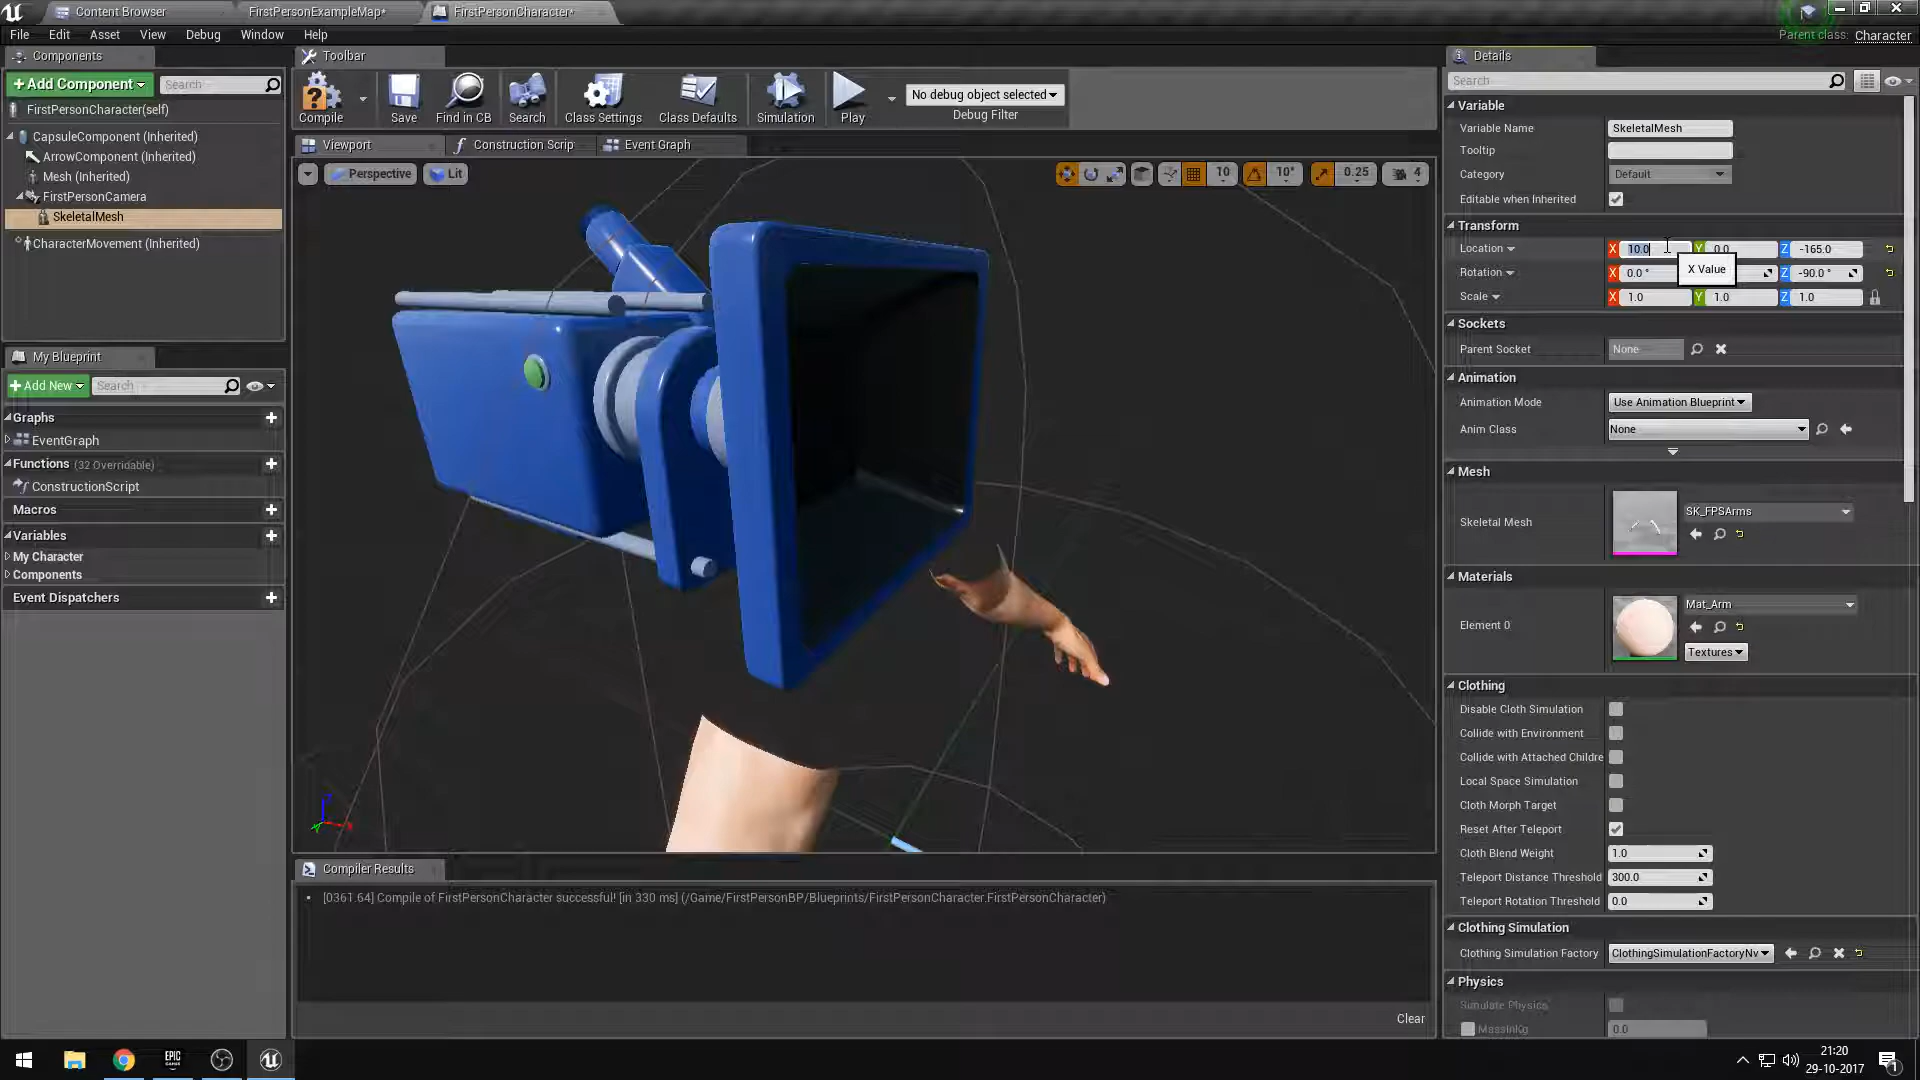 Content Browser
FirstPersonExampleMap*
FirstPersonCharacter*
File Edit Asset View Debug Window Help
Parent class: Character
Components
+Add Component
Search
FirstPersonCharacter(self)
CapsuleComponent (Inherited)
ArrowComponent (Inherited)
Mesh (Inherited)
FirstPersonCamera
SkeletalMesh
CharacterMovement (Inherited)
My Blueprint
+Add New
Search
Graphs
EventGraph
Functions (32 Overridable)
ConstructionScript
Macros
Variables
My Character
Components
Event Dispatchers
Toolbar
Compile
Save
Find in CB
Search
Class Settings
Class Defaults
Simulation
Play
No debug object selected
Debug Filter
Viewport
Construction Scrip
Event Graph
Perspective
Lit
10
10°
0.25
4
Compiler Results
[0361.64] Compile of FirstPersonCharacter successful! [in 330 ms] (/Game/FirstPersonBP/Blueprints/FirstPersonCharacter.FirstPersonCharacter)
Clear
Details
Search
Variable
Variable Name SkeletalMesh
Tooltip
Category Default
Editable when Inherited
Transform
Location X 10.0 Y 0.0 Z -165.0
Rotation X 0.0 ° Z -90.0 °
X Value
Scale X 1.0 Y 1.0 Z 1.0
Sockets
Parent Socket None
Animation
Animation Mode Use Animation Blueprint
Anim Class None
Mesh
Skeletal Mesh SK_FPSArms
Materials
Element 0 Mat_Arm
Textures
Clothing
Disable Cloth Simulation
Collide with Environment
Collide with Attached Childre
Local Space Simulation
Cloth Morph Target
Reset After Teleport
Cloth Blend Weight 1.0
Teleport Distance Threshold 300.0
Teleport Rotation Threshold 0.0
Clothing Simulation
Clothing Simulation Factory ClothingSimulationFactoryNv
Physics
Simulate Physics
MassInKg 0.0
EPIC
GAMES
21:20
29-10-2017
1